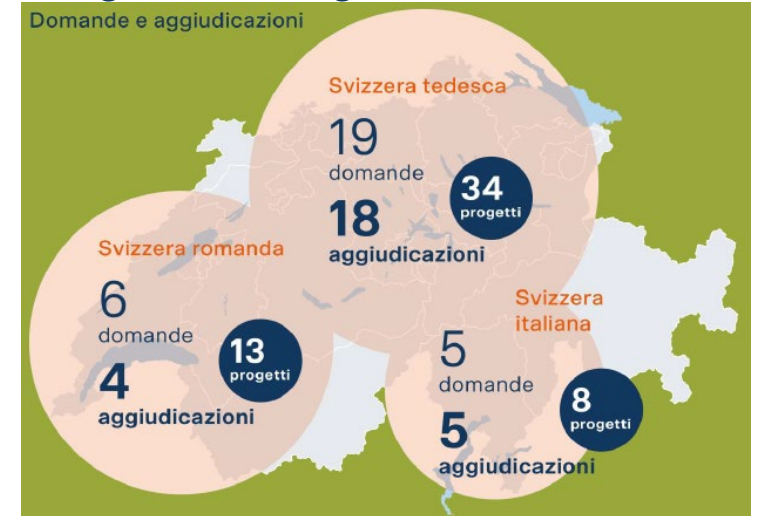 Domande e aggiudicazioni
Svizzera tedesca
19
domande
18
aggiudicazioni
34
progetti
Svizzera romanda
6
domande
4
aggiudicazioni
13
progetti
Svizzera
italiana
5
domande
5
aggiudicazioni
8
progetti